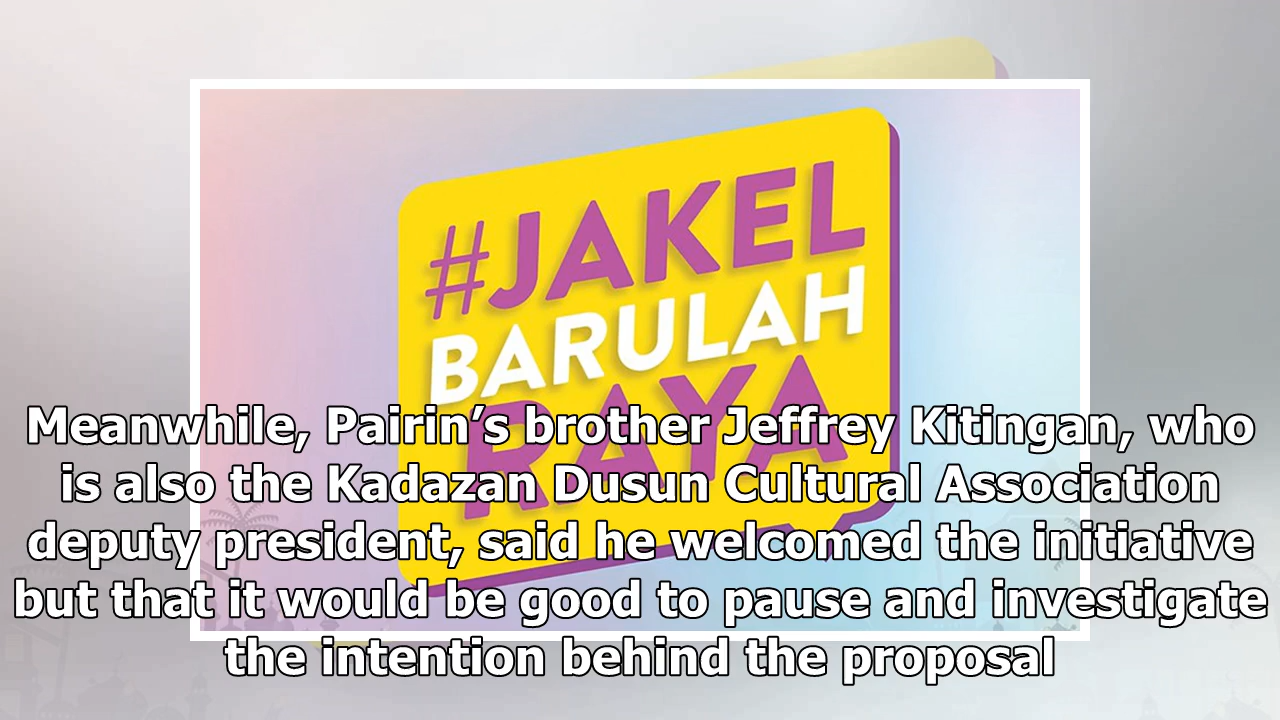 #JAKEL
BARULAH
RAYA
Meanwhile, Pairin’s brother Jeffrey Kitingan, who
is also the Kadazan Dusun Cultural Association
deputy president, said he welcomed the initiative
but that it would be good to pause and investigate
the intention behind the proposal